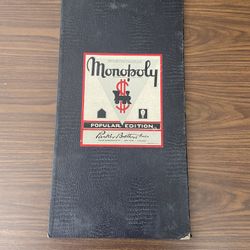 Monopoly
POPULAR EDITION
Parker Brothers Inc